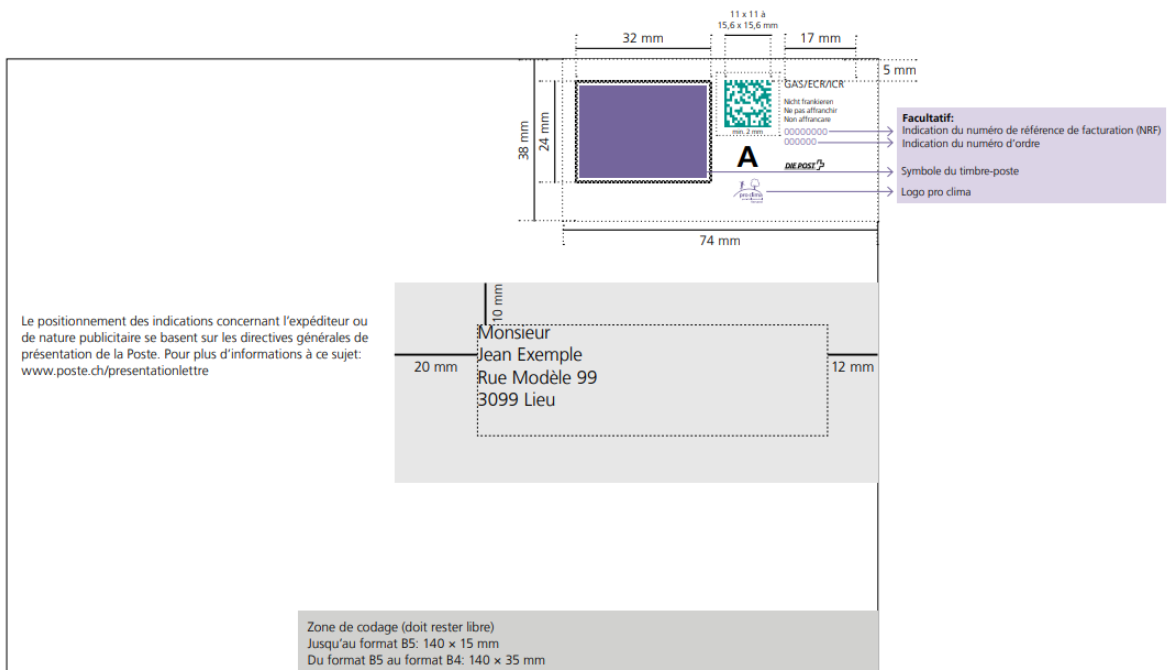 11 x 11 à
15,6 x 15,6 mm
32 mm
17 mm
5 mm
38 mm
24 mm
GAS/ECR/ICR
Nicht frankieren
Ne pas affranchir
Non affrancare
min. 2 mm
00000000
000000
A
DIE POST
pro clima
Facultatif:
Indication du numéro de référence de facturation (NRF)
Indication du numéro d'ordre
Symbole du timbre-poste
Logo pro clima
74 mm
Le positionnement des indications concernant l'expéditeur ou
de nature publicitaire se basent sur les directives générales de
présentation de la Poste. Pour plus d'informations à ce sujet:
www.poste.ch/presentationlettre
10 mm
20 mm
12 mm
Monsieur
Jean Exemple
Rue Modèle 99
3099 Lieu
Zone de codage (doit rester libre)
Jusqu'au format B5: 140 × 15 mm
Du format B5 au format B4: 140 × 35 mm